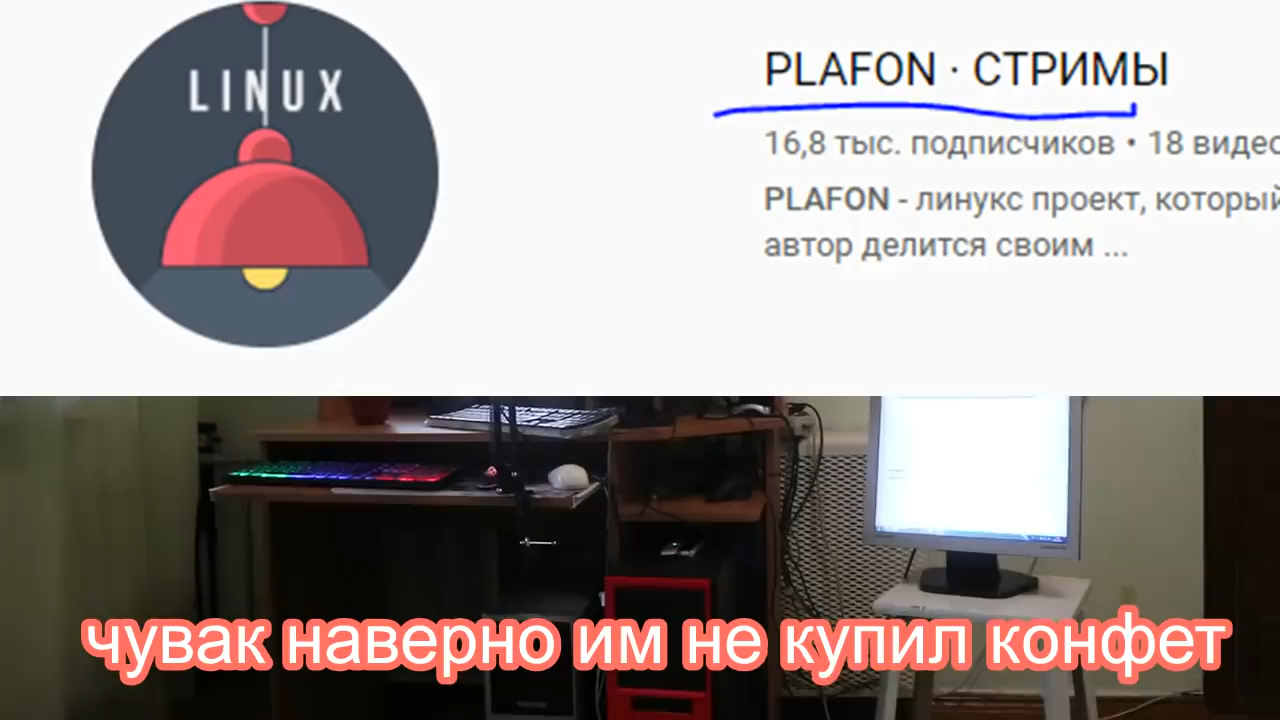 LINUX
PLAFON · СТРИМЫ
16,8 тыс. подписчиков • 18 видео
PLAFON - линукс проект, который
автор делится своим ...
чувак наверно им не купил конфет